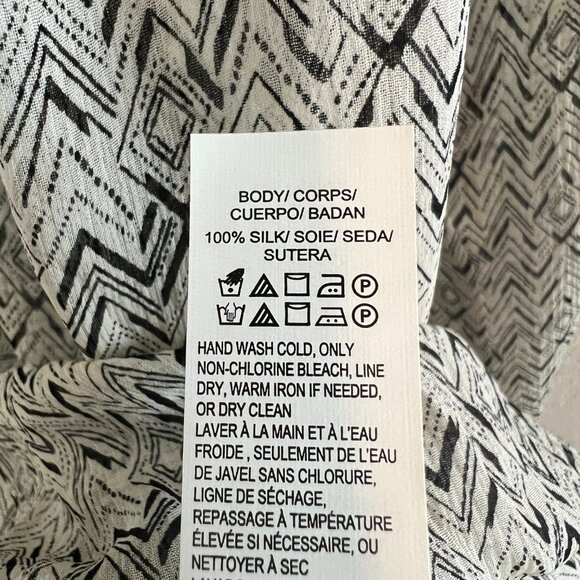 BODY/ CORPS/
CUERPO/ BADAN
100% SILK/ SOIE/ SEDA/
SUTERA
P
P
HAND WASH COLD, ONLY
NON-CHLORINE BLEACH, LINE
DRY, WARM IRON IF NEEDED,
OR DRY CLEAN
LAVER À LA MAIN ET À L'EAU
FROIDE , SEULEMENT DE L'EAU
DE JAVEL SANS CHLORURE,
LIGNE DE SÉCHAGE,
REPASSAGE À TEMPÉRATURE
ÉLEVÉE SI NÉCESSAIRE, OU
NETTOYER À SEC